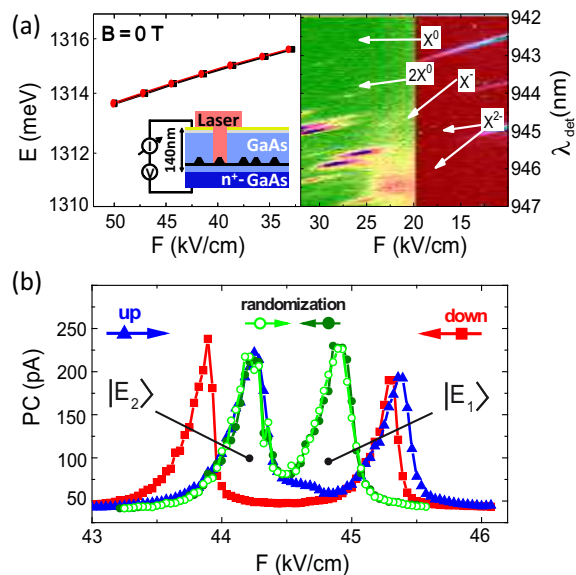 (a)
B = 0 T
1316
1314
1312
1310
E (meV)
50 45 40 35
F (kV/cm)
Laser
140nm
GaAs
n⁺-GaAs
I
V
X⁰
2X⁰
X⁻
X²⁻
30 25 20 15
F (kV/cm)
942
943
944
945
946
947
λ det (nm)
(b)
up
randomization
down
250
200
150
100
50
PC (pA)
|E₂⟩
|E₁⟩
43 44 45 46
F (kV/cm)